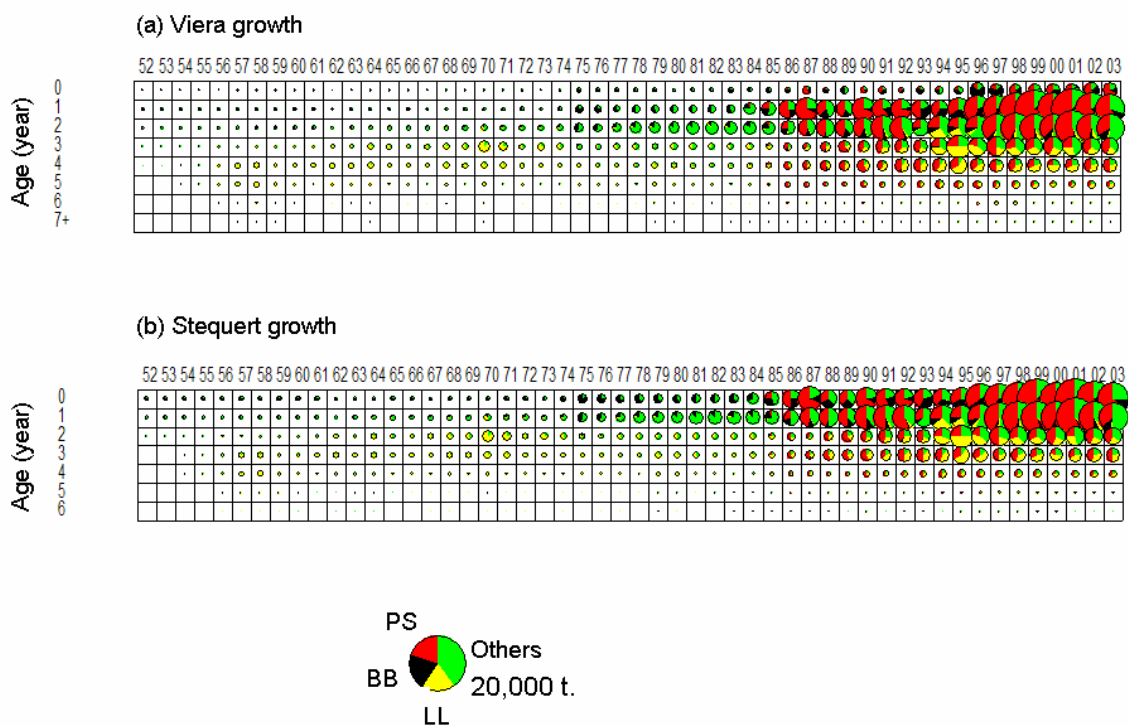 (a) Viera growth
52 53 54 55 56 57 58 59 60 61 62 63 64 65 66 67 68 69 70 71 72 73 74 75 76 77 78 79 80 81 82 83 84 85 86 87 88 89 90 91 92 93 94 95 96 97 98 99 00 01 02 03
Age (year)
0
1
2
3
4
5
6
7+
(b) Stequert growth
52 53 54 55 56 57 58 59 60 61 62 63 64 65 66 67 68 69 70 71 72 73 74 75 76 77 78 79 80 81 82 83 84 85 86 87 88 89 90 91 92 93 94 95 96 97 98 99 00 01 02 03
Age (year)
0
1
2
3
4
5
6
PS
Others
BB
20,000 t.
LL